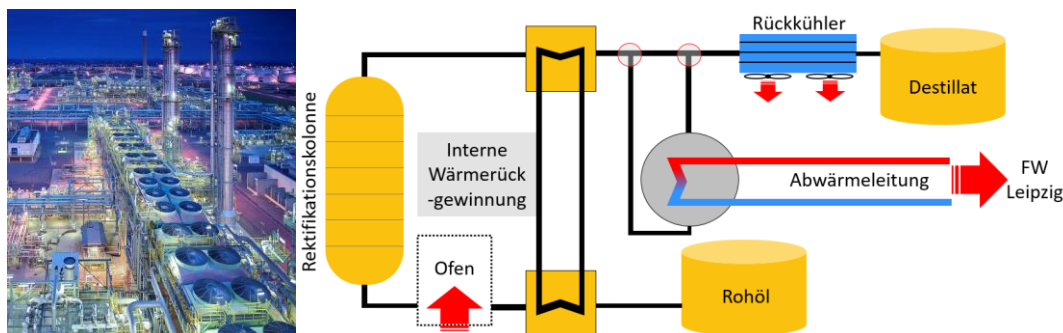 Rückkühler
Destillat
Rektifikationskolonne
Interne
Wärmerück
-gewinnung
Abwärmeleitung
FW
Leipzig
Ofen
Rohöl